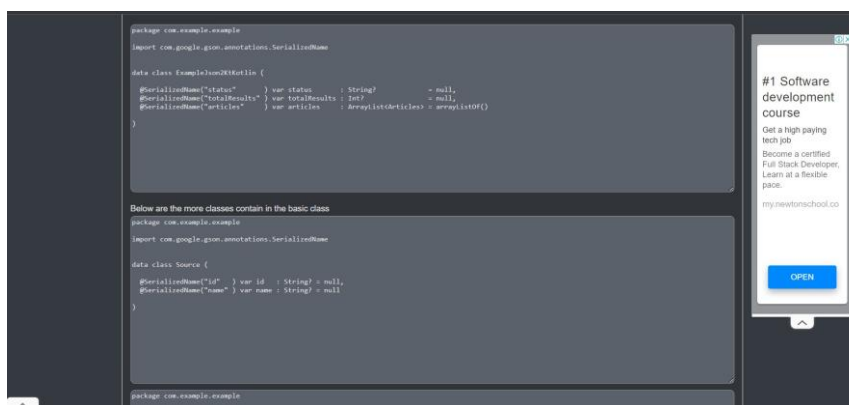 package com.example.example
import com.google.gson.annotations.SerializedName
data class ExampleJson2KtKotlin (
@SerializedName("status" ) var status : String? = null,
@SerializedName("totalResults" ) var totalResults : Int? = null,
@SerializedName("articles" ) var articles : ArrayList<Articles> = arrayListOf()
)
Below are the more classes contain in the basic class
package com.example.example
import com.google.gson.annotations.SerializedName
data class Source (
@SerializedName("id" ) var id : String? = null,
@SerializedName("name" ) var name : String? = null
)
package com.example.example
#1 Software
development
course
Get a high paying
tech job
Become a certified
Full Stack Developer,
Learn at a flexible
pace.
my.newtonschool.co
OPEN